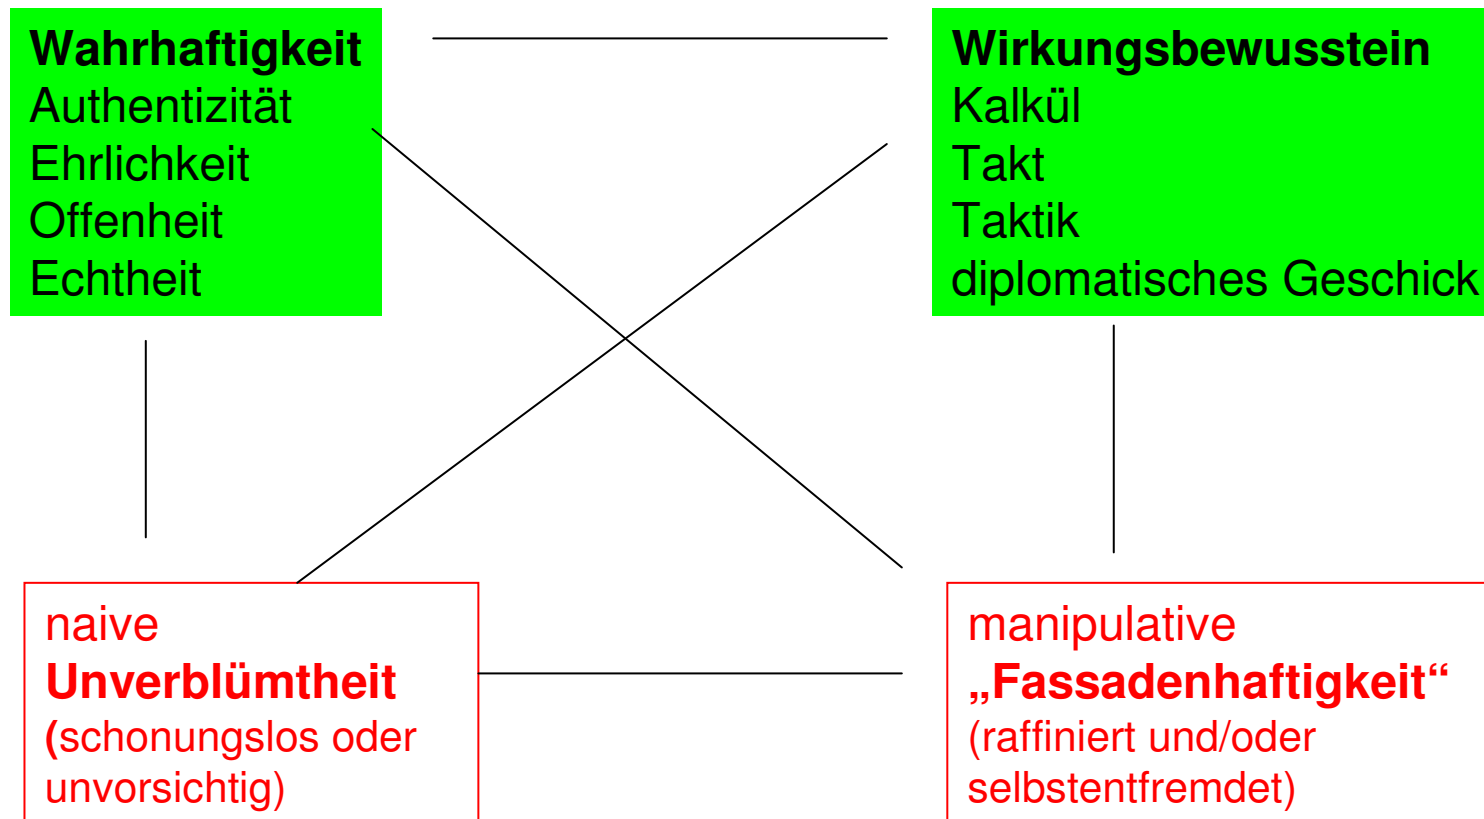 Wahrhaftigkeit
Authentizität
Ehrlichkeit
Offenheit
Echtheit
Wirkungsbewusstein
Kalkül
Takt
Taktik
diplomatisches Geschick
naive
Unverblümtheit
(schonungslos oder
unvorsichtig)
manipulative
„Fassadenhaftigkeit“
(raffiniert und/oder
selbstentfremdet)